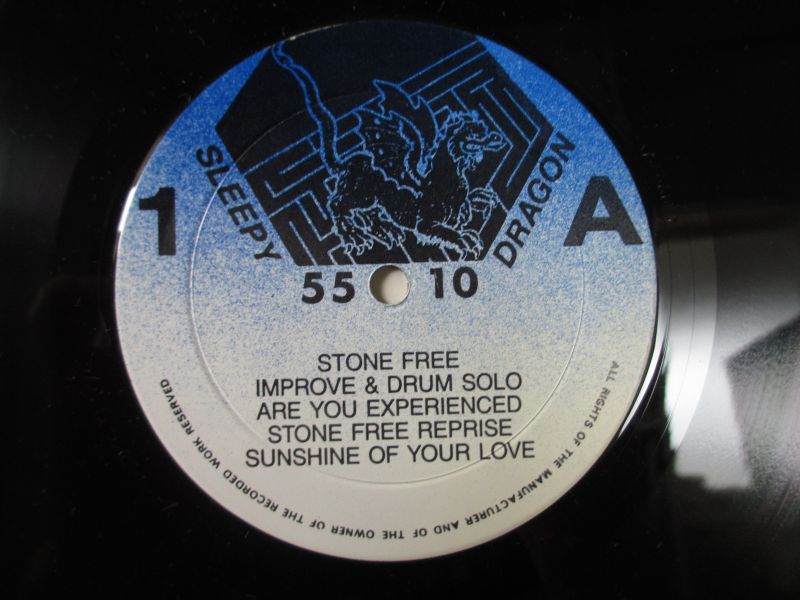 SLEEPY DRAGON
1 A
55 10
STONE FREE
IMPROVE & DRUM SOLO
ARE YOU EXPERIENCED
STONE FREE REPRISE
SUNSHINE OF YOUR LOVE
ALL RIGHTS OF THE MANUFACTURER AND OF THE OWNER OF THE RECORDED WORK RESERVED